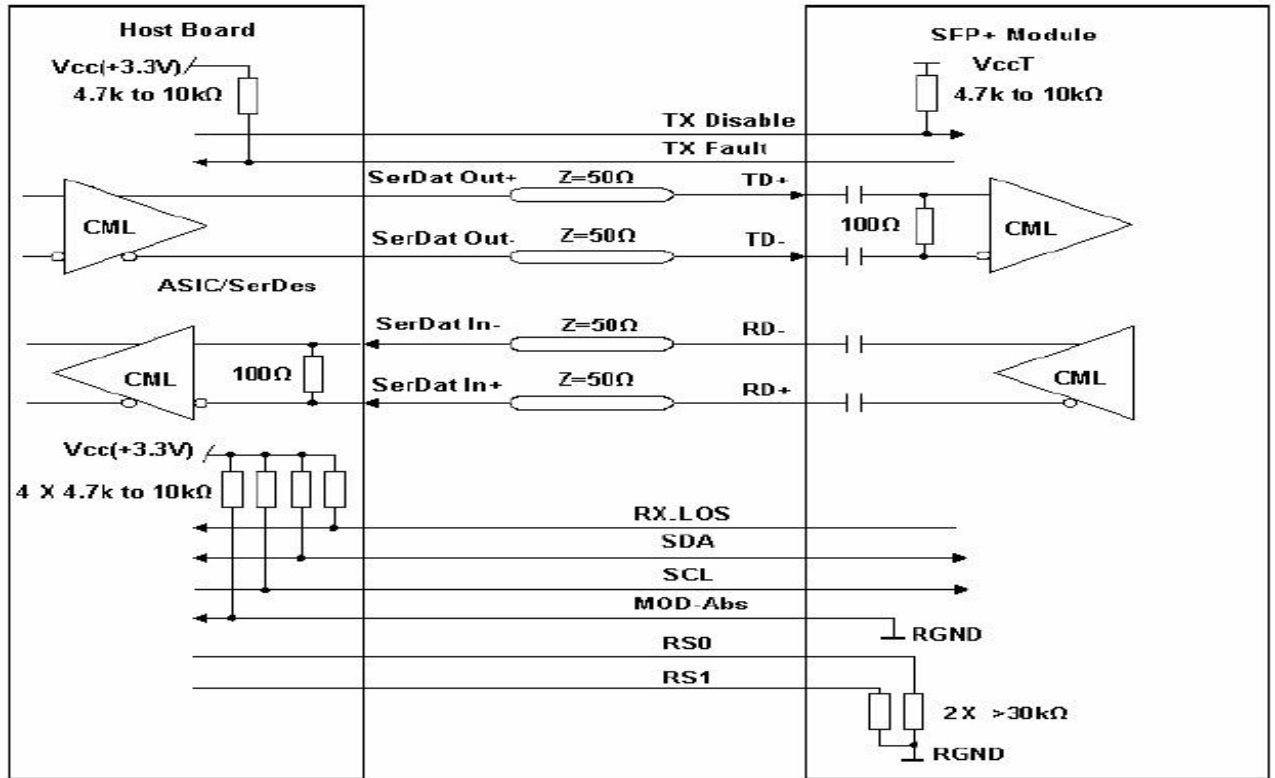 Host Board
SFP+ Module
Vcc(+3.3V)
4.7k to 10kΩ
VccT
4.7k to 10kΩ
TX Disable
TX Fault
SerDat Out+
Z=50Ω
TD+
CML
100Ω
CML
SerDat Out-
Z=50Ω
TD-
ASIC/SerDes
SerDat In-
Z=50Ω
RD-
CML
100Ω
SerDat In+
Z=50Ω
RD+
CML
Vcc(+3.3V)
4 X 4.7k to 10kΩ
RX_LOS
SDA
SCL
MOD-Abs
RGND
RS0
RS1
2X >30kΩ
RGND